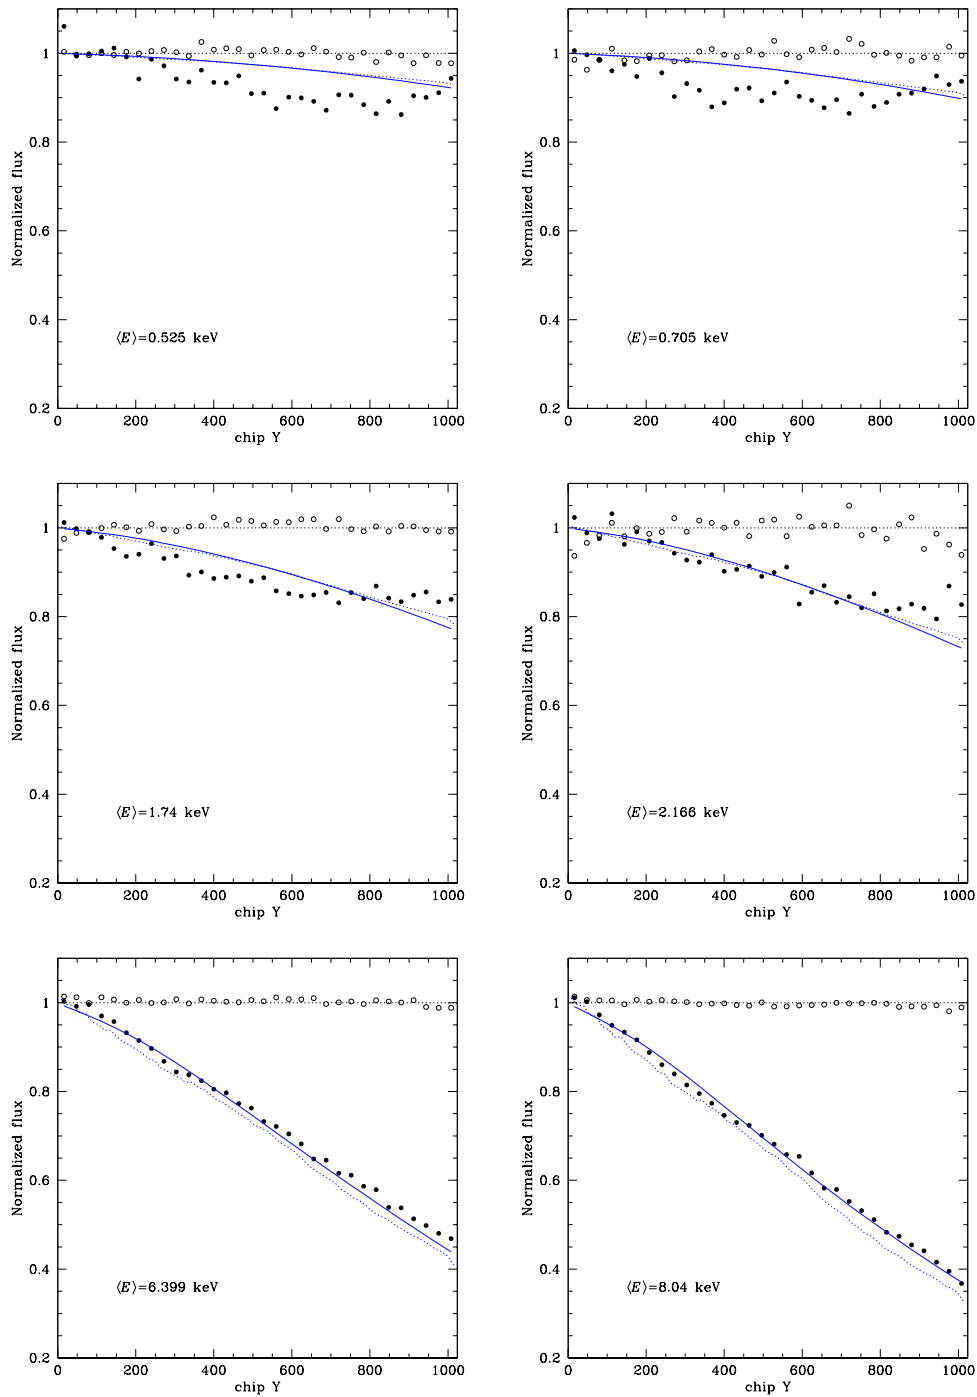 1
0.8
0.6
0.4
0.2
Normalized flux
⟨E⟩=0.525 keV
0 200 400 600 800 1000
chip Y
1
0.8
0.6
0.4
0.2
Normalized flux
⟨E⟩=0.705 keV
0 200 400 600 800 1000
chip Y
1
0.8
0.6
0.4
0.2
Normalized flux
⟨E⟩=1.74 keV
0 200 400 600 800 1000
chip Y
1
0.8
0.6
0.4
0.2
Normalized flux
⟨E⟩=2.166 keV
0 200 400 600 800 1000
chip Y
1
0.8
0.6
0.4
0.2
Normalized flux
⟨E⟩=6.399 keV
0 200 400 600 800 1000
chip Y
1
0.8
0.6
0.4
0.2
Normalized flux
⟨E⟩=8.04 keV
0 200 400 600 800 1000
chip Y